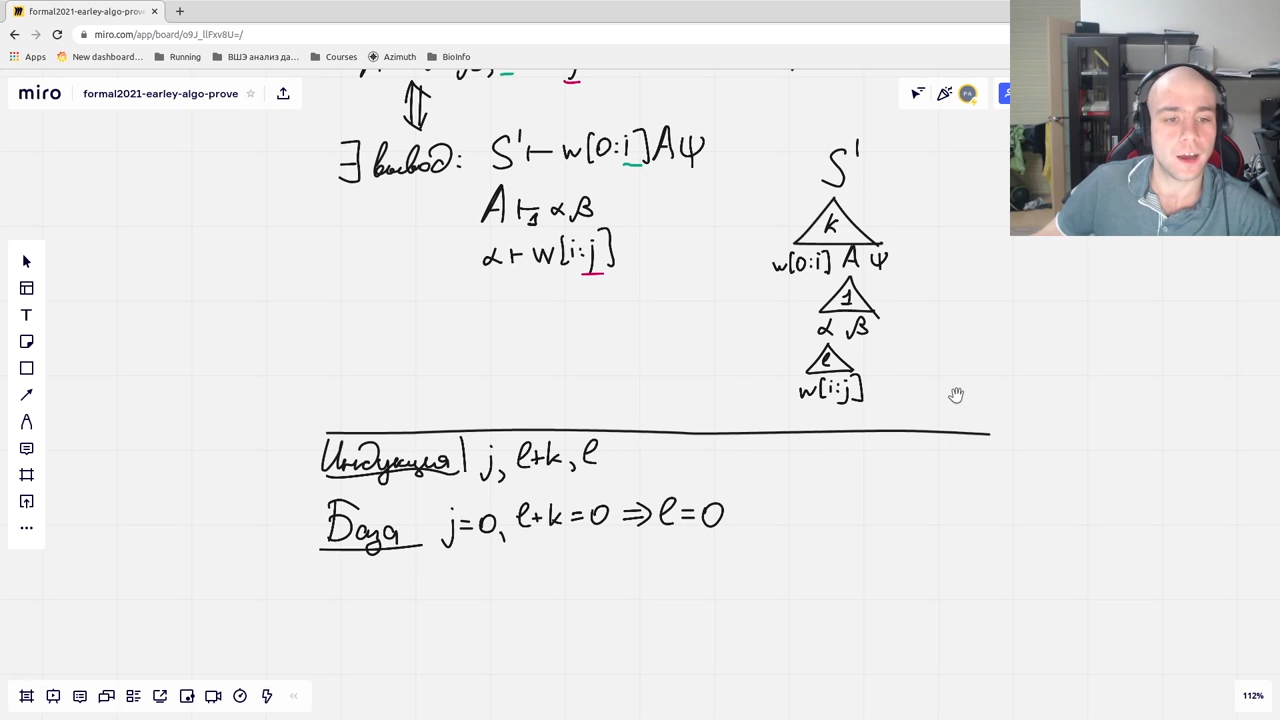 formal2021-earley-algo-prove
miro.com/app/board/o9J_llFxv8U=/
Apps New dashboard... Running ВШЭ анализ да... Courses Azimuth BioInfo
miro formal2021-earley-algo-prove
PA
∃ вывод: S' ⊢ w[0:i]Aψ
A ⊢₁ αβ
α ⊢ w[i:j]
S'
k
w[0:i] A ψ
1
α β
l
w[i:j]
Индукция j, l+k, l
База j=0, l+k=0 ⇒ l=0
112%